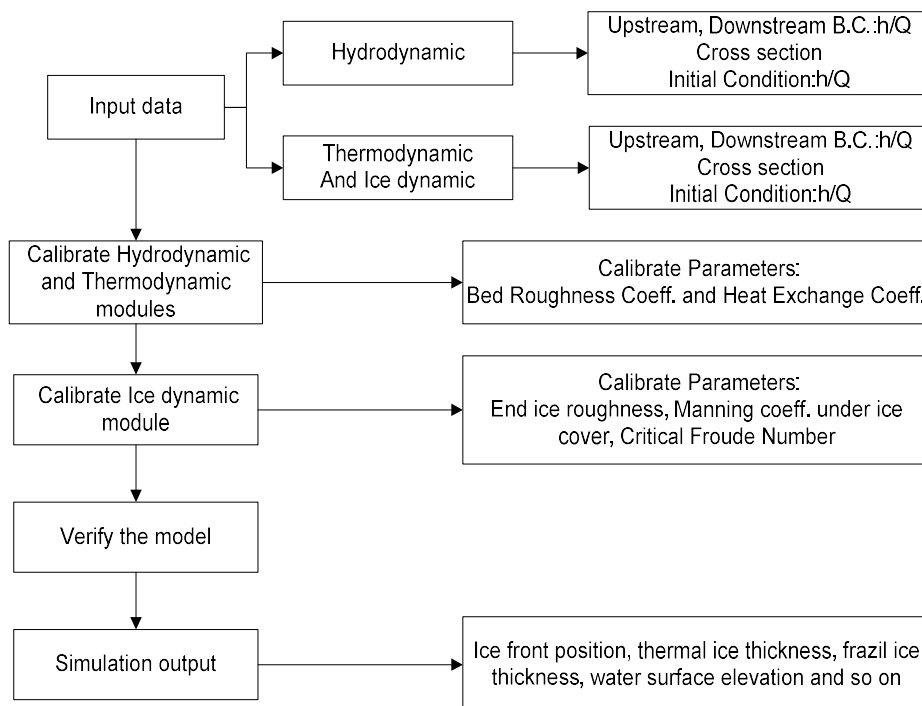 Input data
Hydrodynamic
Upstream, Downstream B.C.:h/Q
Cross section
Initial Condition:h/Q
Thermodynamic
And Ice dynamic
Upstream, Downstream B.C.:h/Q
Cross section
Initial Condition:h/Q
Calibrate Hydrodynamic
and Thermodynamic
modules
Calibrate Parameters:
Bed Roughness Coeff. and Heat Exchange Coeff.
Calibrate Ice dynamic
module
Calibrate Parameters:
End ice roughness, Manning coeff. under ice
cover, Critical Froude Number
Verify the model
Simulation output
Ice front position, thermal ice thickness, frazil ice
thickness, water surface elevation and so on